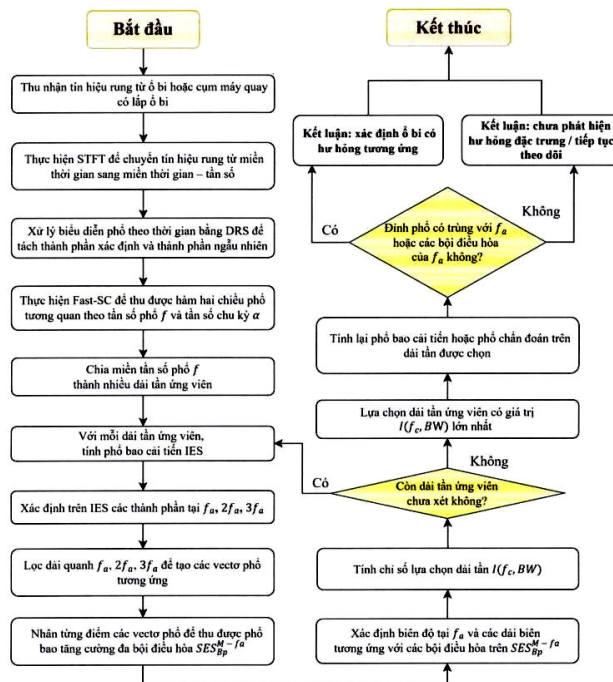 Bắt đầu
Thu nhận tín hiệu rung từ ổ bi hoặc cụm máy quay
có lắp ổ bi
Thực hiện STFT để chuyển tín hiệu rung từ miền
thời gian sang miền thời gian – tần số
Xử lý biểu diễn phổ theo thời gian bằng DRS để
tách thành phần xác định và thành phần ngẫu nhiên
Thực hiện Fast-SC để thu được hàm hai chiều phổ
tương quan theo tần số phổ f và tần số chu kỳ α
Chia miền tần số phổ f
thành nhiều dải tần ứng viên
Với mỗi dải tần ứng viên,
tính phổ bao cải tiến IES
Xác định trên IES các thành phần tại fₐ, 2fₐ, 3fₐ
Lọc dải quanh fₐ, 2fₐ, 3fₐ để tạo các vectơ phổ
tương ứng
Nhân từng điểm các vectơ phổ để thu được phổ
bao tăng cường đa bội điều hòa $SES_{Bp}^{M-fa}$
Xác định biên độ tại fₐ và các dải biên
tương ứng với các bội điều hòa trên $SES_{Bp}^{M-fa}$
Tính chỉ số lựa chọn dải tần I(f_c, BW)
Còn dải tần ứng viên
chưa xét không?
Có
Không
Lựa chọn dải tần ứng viên có giá trị
I(f_c, BW) lớn nhất
Tính lại phổ bao cải tiến hoặc phổ chẩn đoán trên
dải tần được chọn
Đỉnh phổ có trùng với fₐ
hoặc các bội điều hòa
của fₐ không?
Có
Không
Kết luận: xác định ổ bi có
hư hỏng tương ứng
Kết luận: chưa phát hiện
hư hỏng đặc trưng / tiếp tục
theo dõi
Kết thúc